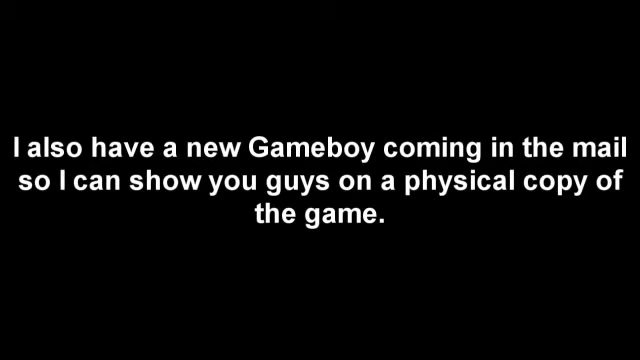 I also have a new Gameboy coming in the mail
so I can show you guys on a physical copy of
the game.